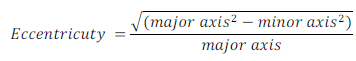 Eccentricuty = √(major axis² − minor axis²) / major axis